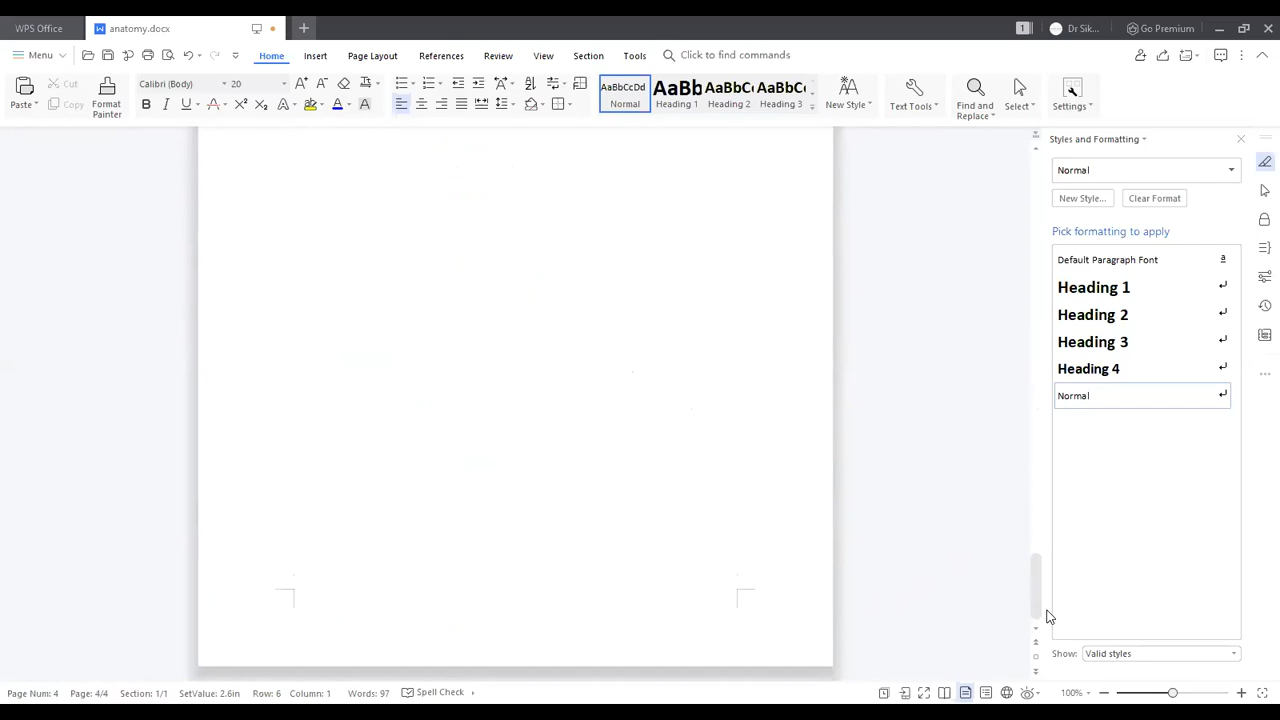 WPS Office
anatomy.docx
1
Dr Sik...
Go Premium
Menu
Home
Insert
Page Layout
References
Review
View
Section
Tools
Click to find commands
Paste
Cut
Copy
Format
Painter
Calibri (Body)
20
AaBbCcDd
Normal
AaBb
Heading 1
AaBbC
Heading 2
AaBbC
Heading 3
New Style
Text Tools
Find and
Replace
Select
Settings
Styles and Formatting
Normal
New Style...
Clear Format
Pick formatting to apply
Default Paragraph Font a
Heading 1
Heading 2
Heading 3
Heading 4
Normal
Show: Valid styles
Page Num: 4 Page: 4/4 Section: 1/1 SetValue: 2.6in Row: 6 Column: 1 Words: 97 Spell Check
100%